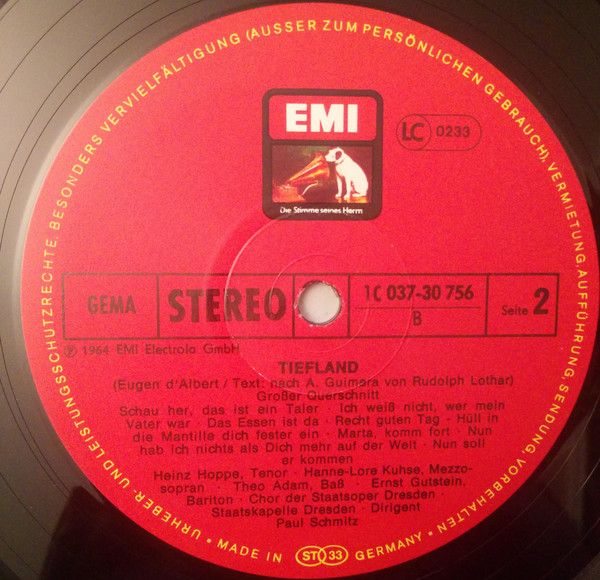 URHEBER- UND LEISTUNGSSCHUTZRECHTE, BESONDERS VERVIELFÄLTIGUNG (AUSSER ZUM PERSÖNLICHEN GEBRAUCH), VERMIETUNG, AUFFÜHRUNG, SENDUNG, VORBEHALTEN
EMI
LC 0233
Die Stimme seines Herrn
GEMA STEREO 1C 037-30 756
B
Seite 2
℗ 1964 EMI Electrola GmbH
TIEFLAND
(Eugen d'Albert / Text: nach A. Guimera von Rudolph Lothar)
Großer Querschnitt
Schau her, das ist ein Taler · Ich weiß nicht, wer mein
Vater war · Das Essen ist da · Recht guten Tag · Hüll in
die Mantille dich fester ein · Marta, komm fort · Nun
hab ich nichts als Dich mehr auf der Welt · Nun soll
er kommen
Heinz Hoppe, Tenor · Hanne-Lore Kuhse, Mezzo-
sopran · Theo Adam, Baß · Ernst Gutstein,
Bariton · Chor der Staatsoper Dresden ·
Staatskapelle Dresden · Dirigent
Paul Schmitz
• MADE IN ST 33 GERMANY •